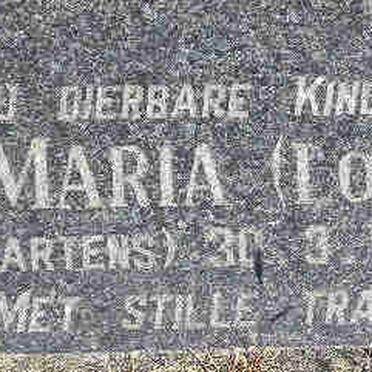 DIERBARE KIND
MARIA (LO
ARTENS) 30 3
MET STILLE TRA